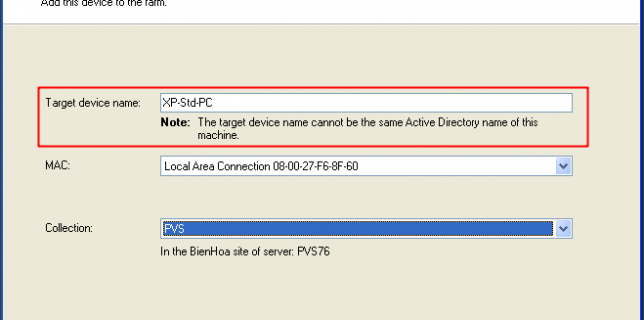 Add this device to the farm.
Target device name: XP-Std-PC
Note: The target device name cannot be the same Active Directory name of this
machine.
MAC: Local Area Connection 08-00-27-F6-8F-60
Collection: PVS
In the BienHoa site of server: PVS76